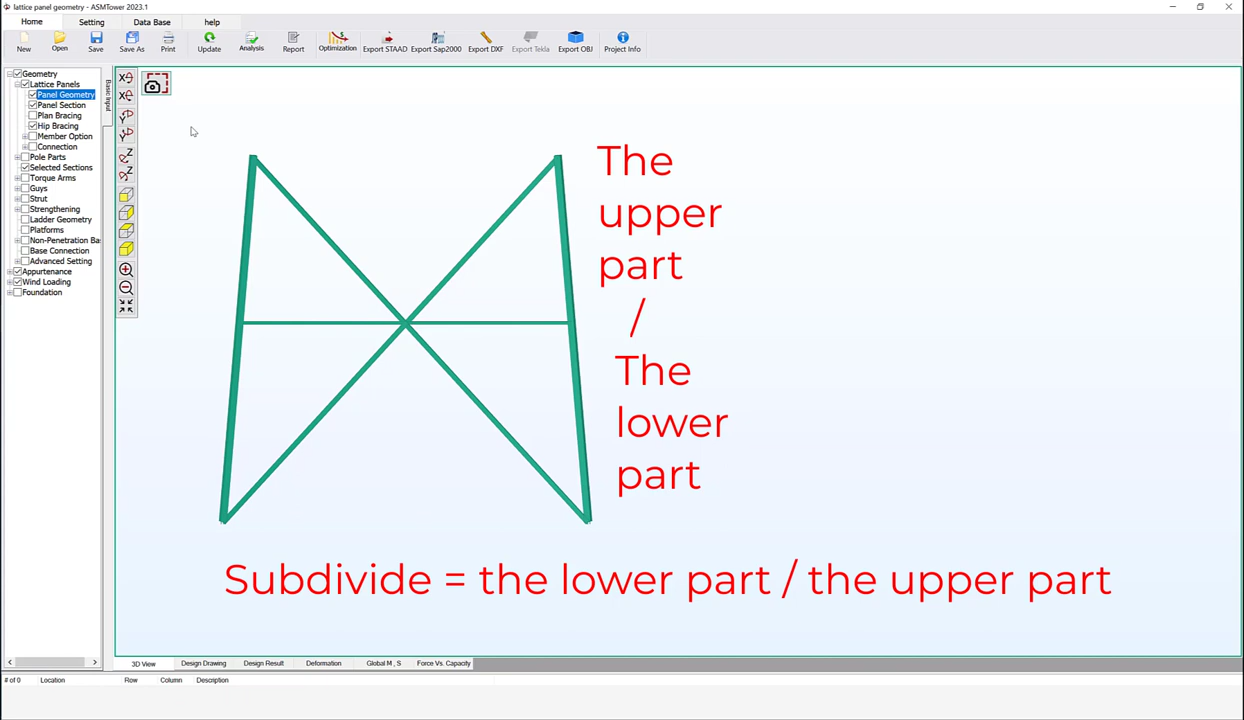 lattice panel geometry - ASMTower 2023.1
Home Setting Data Base help
New Open Save Save As Print Update Analysis Report Optimization Export STAAD Export Sap2000 Export DXF Export Tekla Export OBJ Project Info
Geometry
Lattice Panels
Panel Geometry
Panel Section
Plan Bracing
Hip Bracing
Member Option
Connection
Pole Parts
Selected Sections
Torque Arms
Guys
Strut
Strengthening
Ladder Geometry
Platforms
Non-Penetration Ba
Base Connection
Advanced Setting
Appurtenance
Wind Loading
Foundation
Basic Input
X
X
Y
Y
Z
Z
The
upper
part
/
The
lower
part
Subdivide = the lower part / the upper part
3D View Design Drawing Design Result Deformation Global M , S Force Vs. Capacity
# of 0 Location Row Column Description